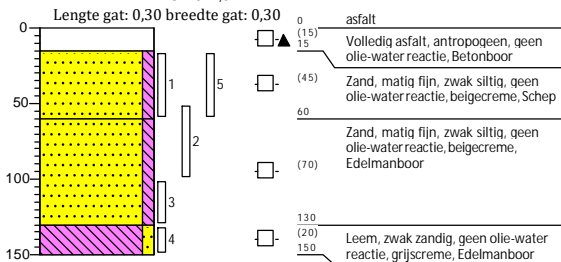 Lengte gat: 0,30 breedte gat: 0,30
0
50
100
150
1
5
2
3
4
0 asfalt
(15)
15
Volledig asfalt, antropogeen, geen
olie-water reactie, Betonboor
(45)
Zand, matig fijn, zwak siltig, geen
olie-water reactie, beigecreme, Schep
60
Zand, matig fijn, zwak siltig, geen
olie-water reactie, beigecreme,
Edelmanboor
(70)
130
(20)
Leem, zwak zandig, geen olie-water
reactie, grijscreme, Edelmanboor
150